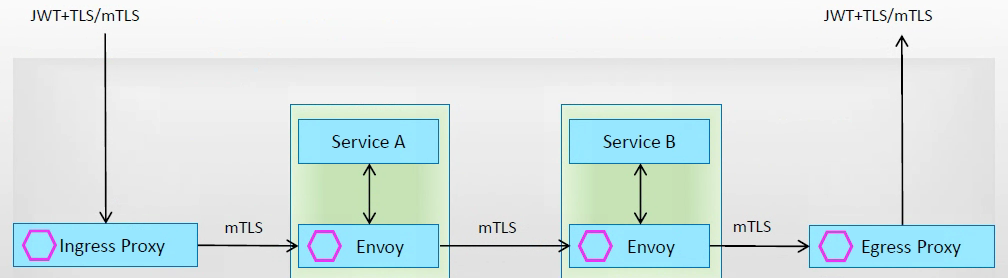 JWT+TLS/mTLS
JWT+TLS/mTLS
Service A
Service B
Ingress Proxy
mTLS
Envoy
mTLS
Envoy
mTLS
Egress Proxy